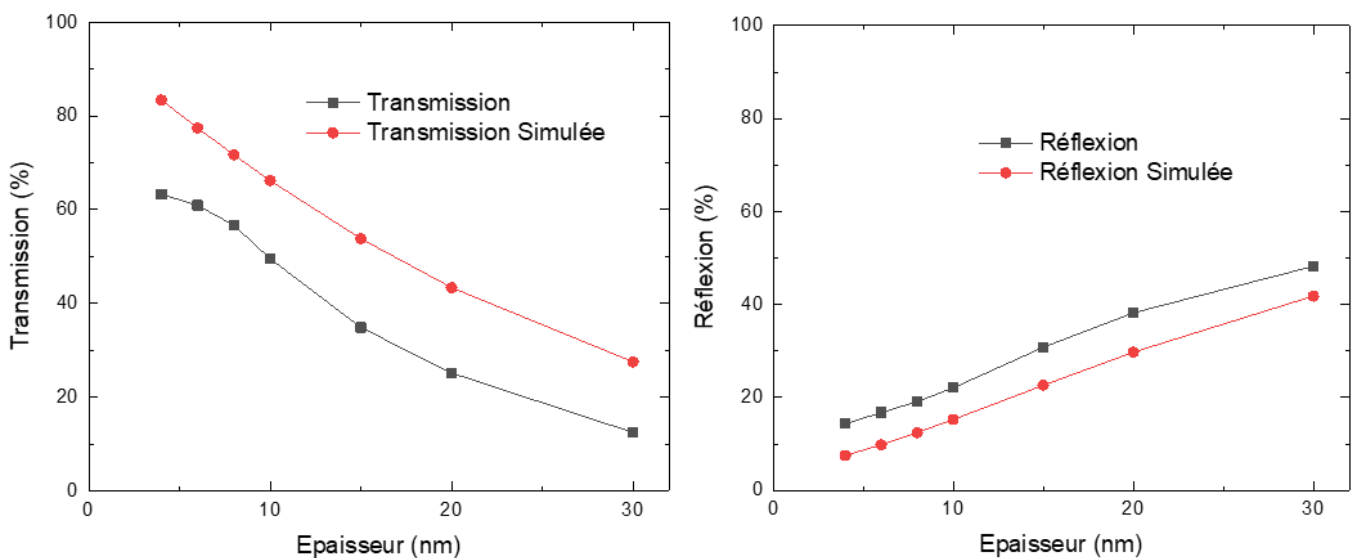 100
80
60
40
20
0
Transmission (%)
Transmission
Transmission Simulée
0
10
20
30
Epaisseur (nm)
100
80
60
40
20
0
Réflexion (%)
Réflexion
Réflexion Simulée
0
10
20
30
Epaisseur (nm)